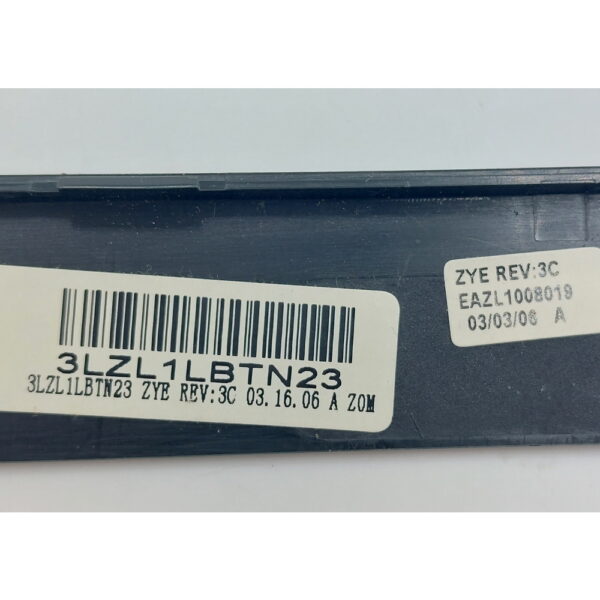 3LZL1LBTN23
3LZL1LBTN23 ZYE REV:3C 03.16.06 A ZOM
ZYE REV:3C
EAZL1008019
03/03/06 A